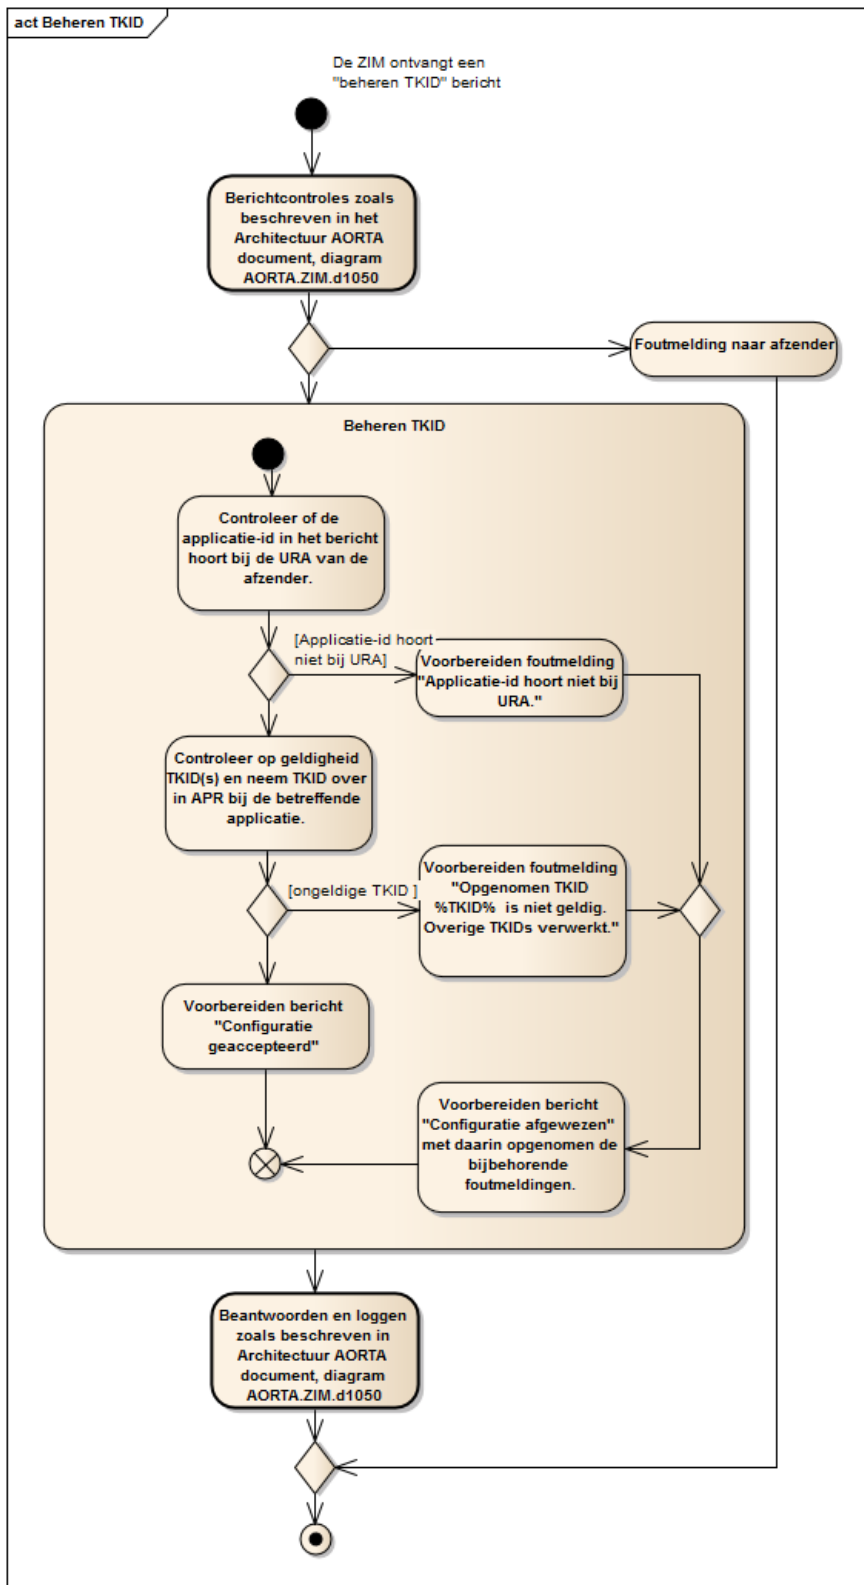 act Beheren TKID
De ZIM ontvangt een
"beheren TKID" bericht
Berichtcontroles zoals
beschreven in het
Architectuur AORTA
document, diagram
AORTA.ZIM.d1050
Foutmelding naar afzender
Beheren TKID
Controleer of de
applicatie-id in het bericht
hoort bij de URA van de
afzender.
[Applicatie-id hoort
niet bij URA]
Voorbereiden foutmelding
"Applicatie-id hoort niet bij
URA."
Controleer op geldigheid
TKID(s) en neem TKID over
in APR bij de betreffende
applicatie.
[ongeldige TKID ]
Voorbereiden foutmelding
"Opgenomen TKID
%TKID% is niet geldig.
Overige TKIDs verwerkt."
Voorbereiden bericht
"Configuratie
geaccepteerd"
Voorbereiden bericht
"Configuratie afgewezen"
met daarin opgenomen de
bijbehorende
foutmeldingen.
Beantwoorden en loggen
zoals beschreven in
Architectuur AORTA
document, diagram
AORTA.ZIM.d1050